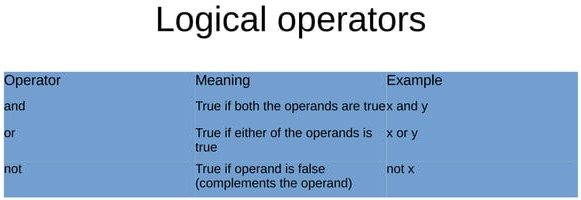 Logical operators
Operator Meaning Example
and True if both the operands are true x and y
or True if either of the operands is x or y
true
not True if operand is false not x
(complements the operand)